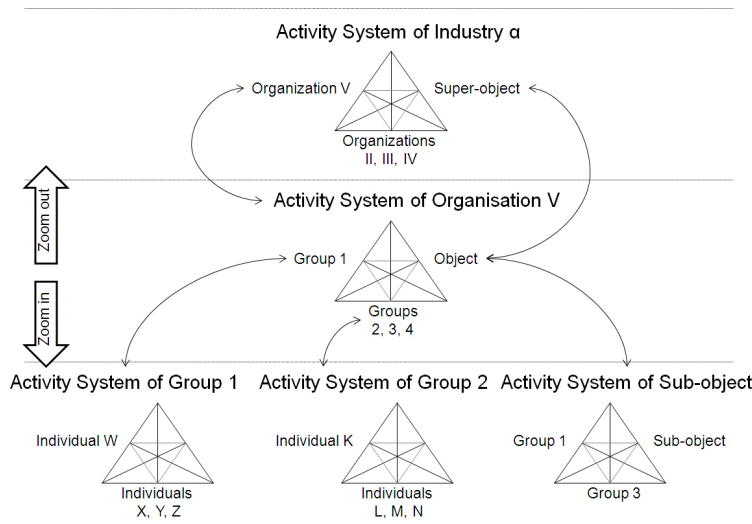 Activity System of Industry α
Organization V
Super-object
Organizations
II, III, IV
Zoom out
Activity System of Organisation V
Group 1
Object
Groups
2, 3, 4
Zoom in
Activity System of Group 1
Activity System of Group 2
Activity System of Sub-object
Individual W
Individual K
Group 1
Sub-object
Individuals
X, Y, Z
Individuals
L, M, N
Group 3